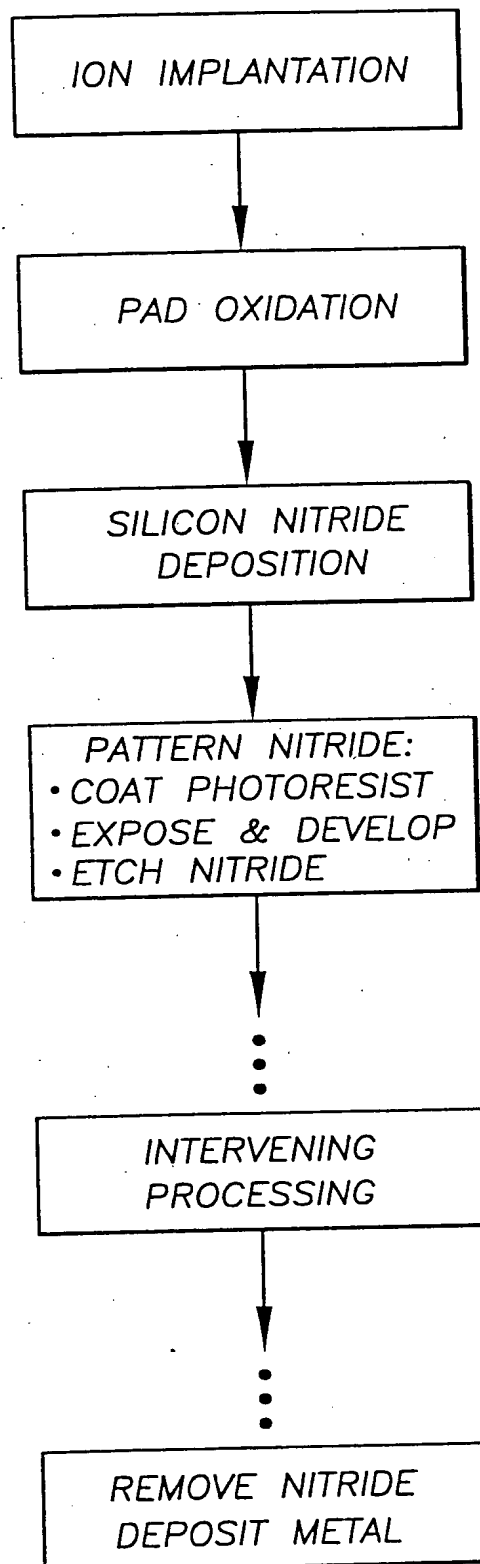 ION IMPLANTATION
PAD OXIDATION
SILICON NITRIDE
DEPOSITION
PATTERN NITRIDE:
• COAT PHOTORESIST
• EXPOSE & DEVELOP
• ETCH NITRIDE
INTERVENING
PROCESSING
REMOVE NITRIDE
DEPOSIT METAL